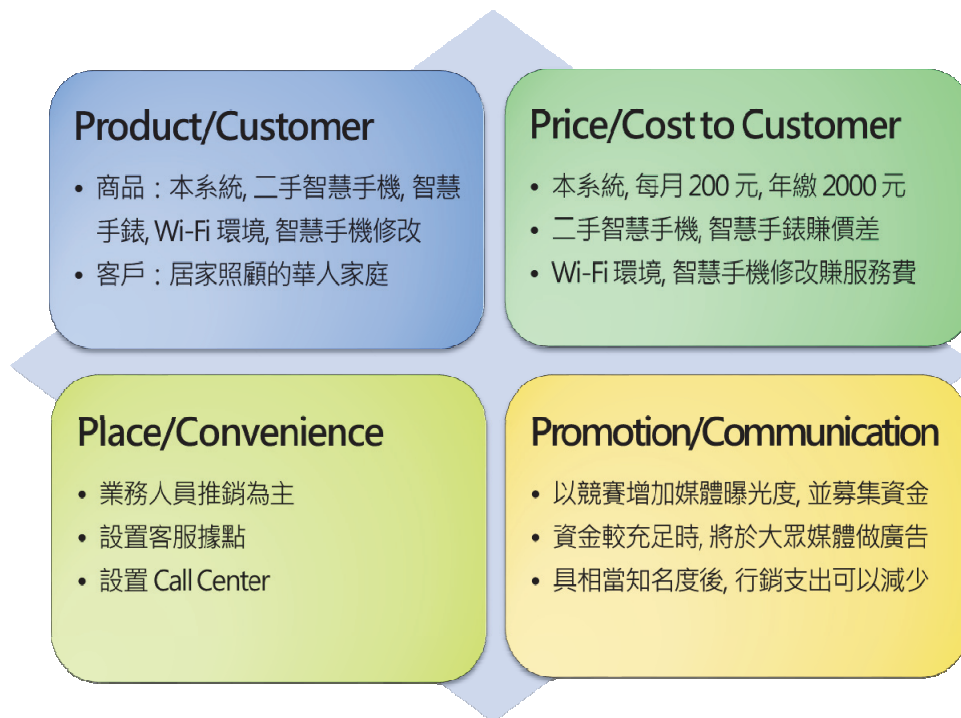 Product/Customer
• 商品：本系統, 二手智慧手機, 智慧
手錶, Wi-Fi 環境, 智慧手機修改
• 客戶：居家照顧的華人家庭
Price/Cost to Customer
• 本系統, 每月 200 元, 年繳 2000 元
• 二手智慧手機, 智慧手錶賺價差
• Wi-Fi 環境, 智慧手機修改賺服務費
Place/Convenience
• 業務人員推銷為主
• 設置客服據點
• 設置 Call Center
Promotion/Communication
• 以競賽增加媒體曝光度, 並募集資金
• 資金較充足時, 將於大眾媒體做廣告
• 具相當知名度後, 行銷支出可以減少